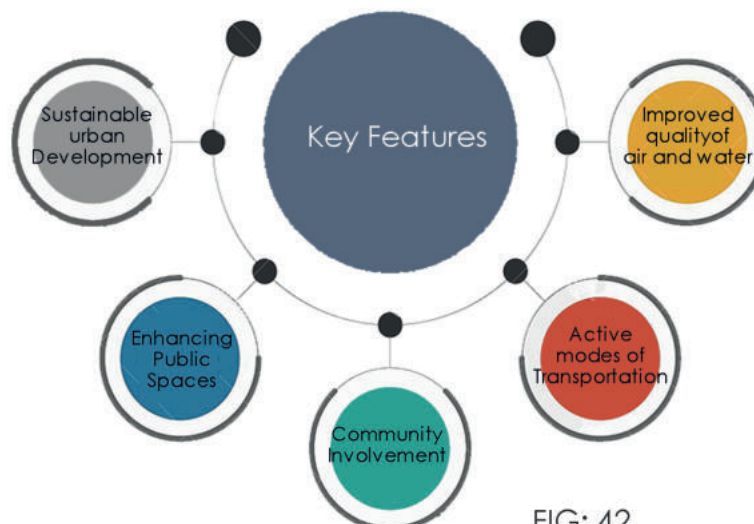 Key Features
Sustainable
urban
Development
Improved
qualityof
air and water
Enhancing
Public
Spaces
Active
modes of
Transportation
Community
Involvement
FIG: 42